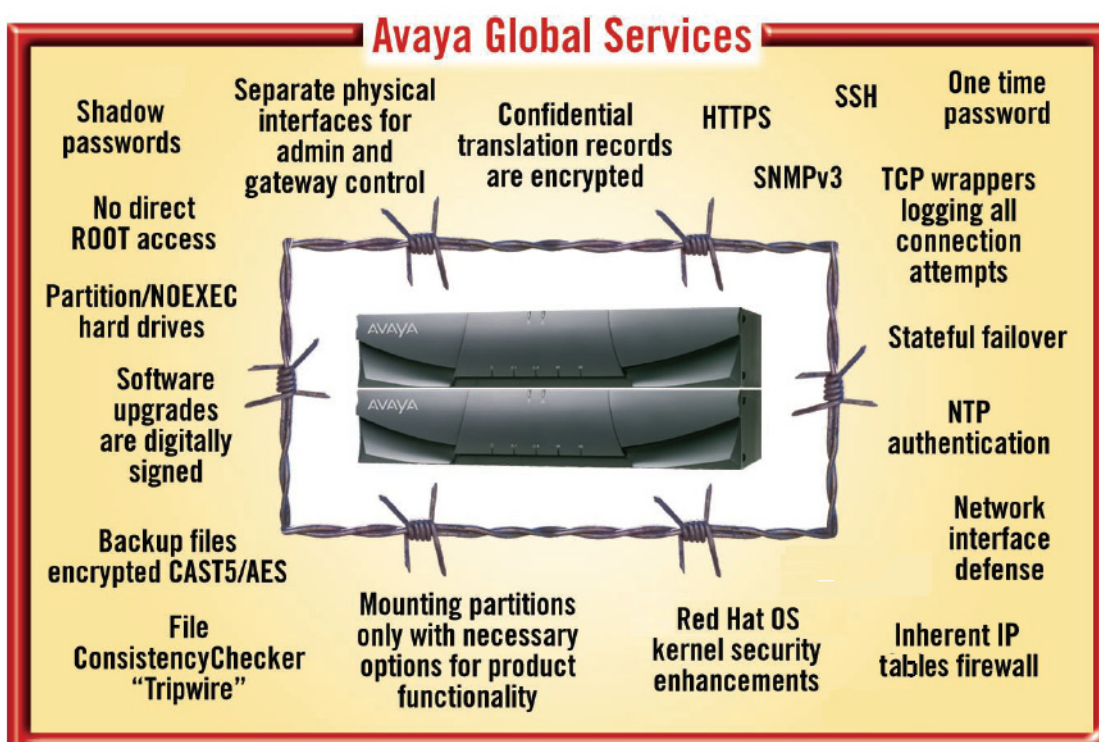 Avaya Global Services
Shadow
passwords
Separate physical
interfaces for
admin and
gateway control
Confidential
translation records
are encrypted
HTTPS
SSH
One time
password
SNMPv3
TCP wrappers
logging all
connection
attempts
No direct
ROOT access
Partition/NOEXEC
hard drives
Stateful failover
AVAYA
AVAYA
Software
upgrades
are digitally
signed
NTP
authentication
Backup files
encrypted CAST5/AES
Network
interface
defense
File
ConsistencyChecker
“Tripwire”
Mounting partitions
only with necessary
options for product
functionality
Red Hat OS
kernel security
enhancements
Inherent IP
tables firewall